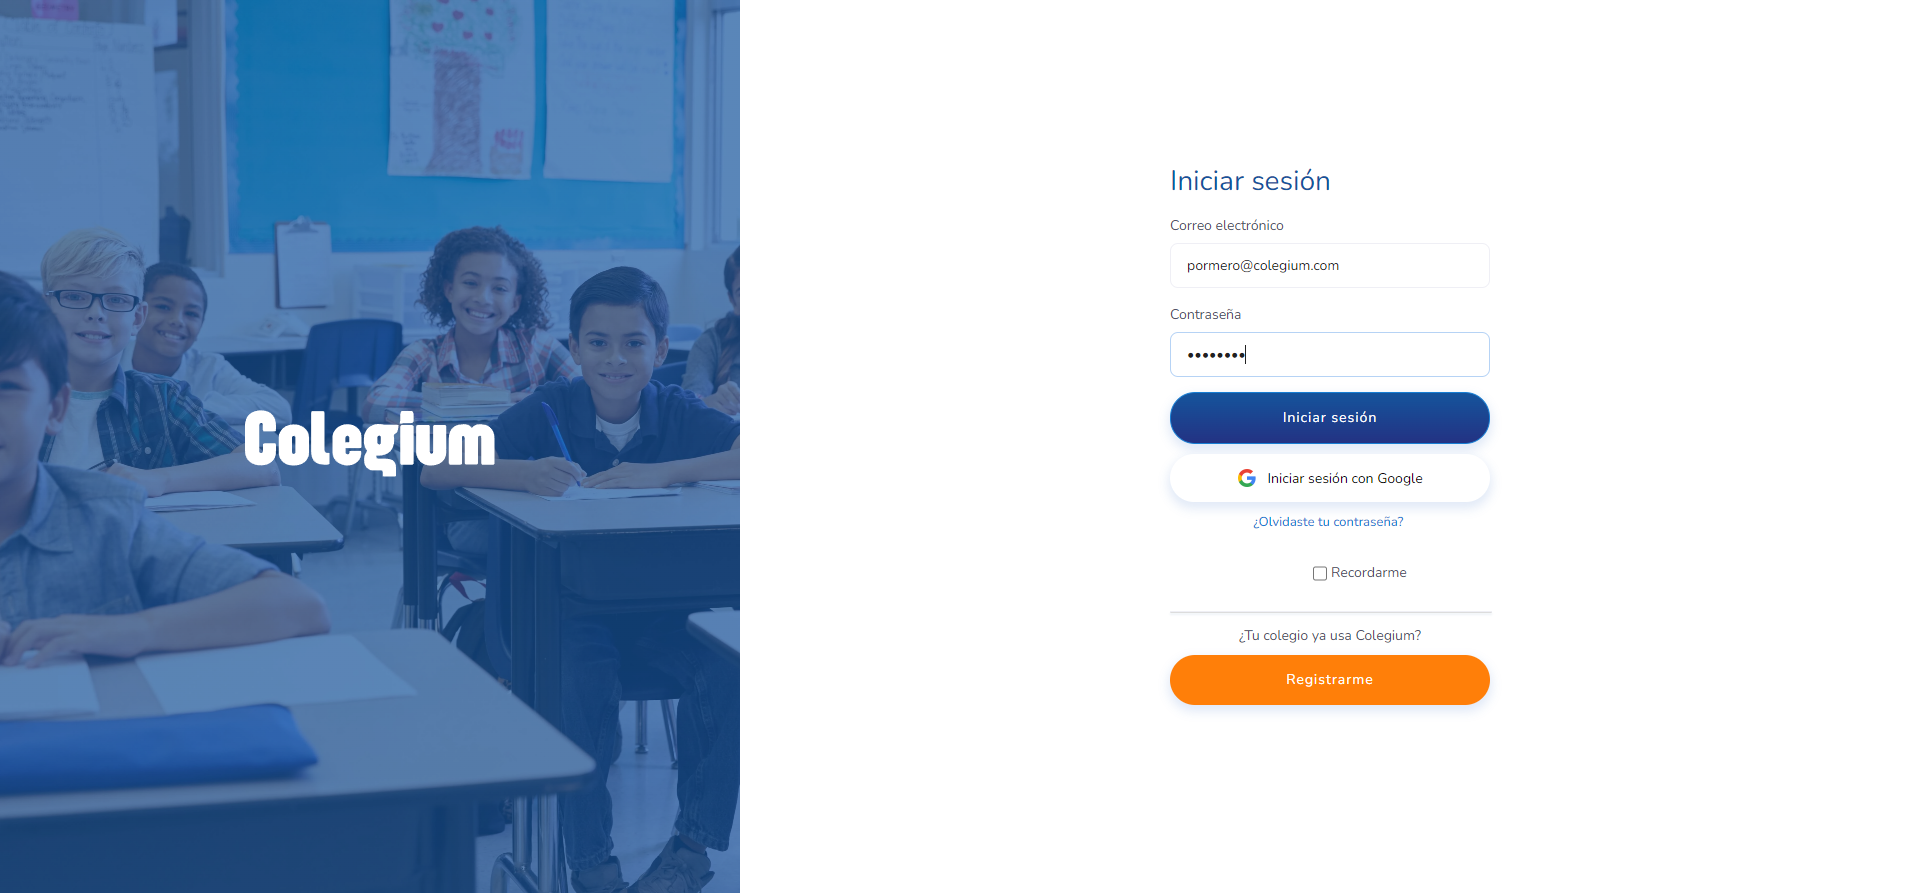 Colegium
Iniciar sesión
Correo electrónico
pormero@colegium.com
Contraseña
••••••••
Iniciar sesión
Iniciar sesión con Google
¿Olvidaste tu contraseña?
Recordarme
¿Tu colegio ya usa Colegium?
Registrarme